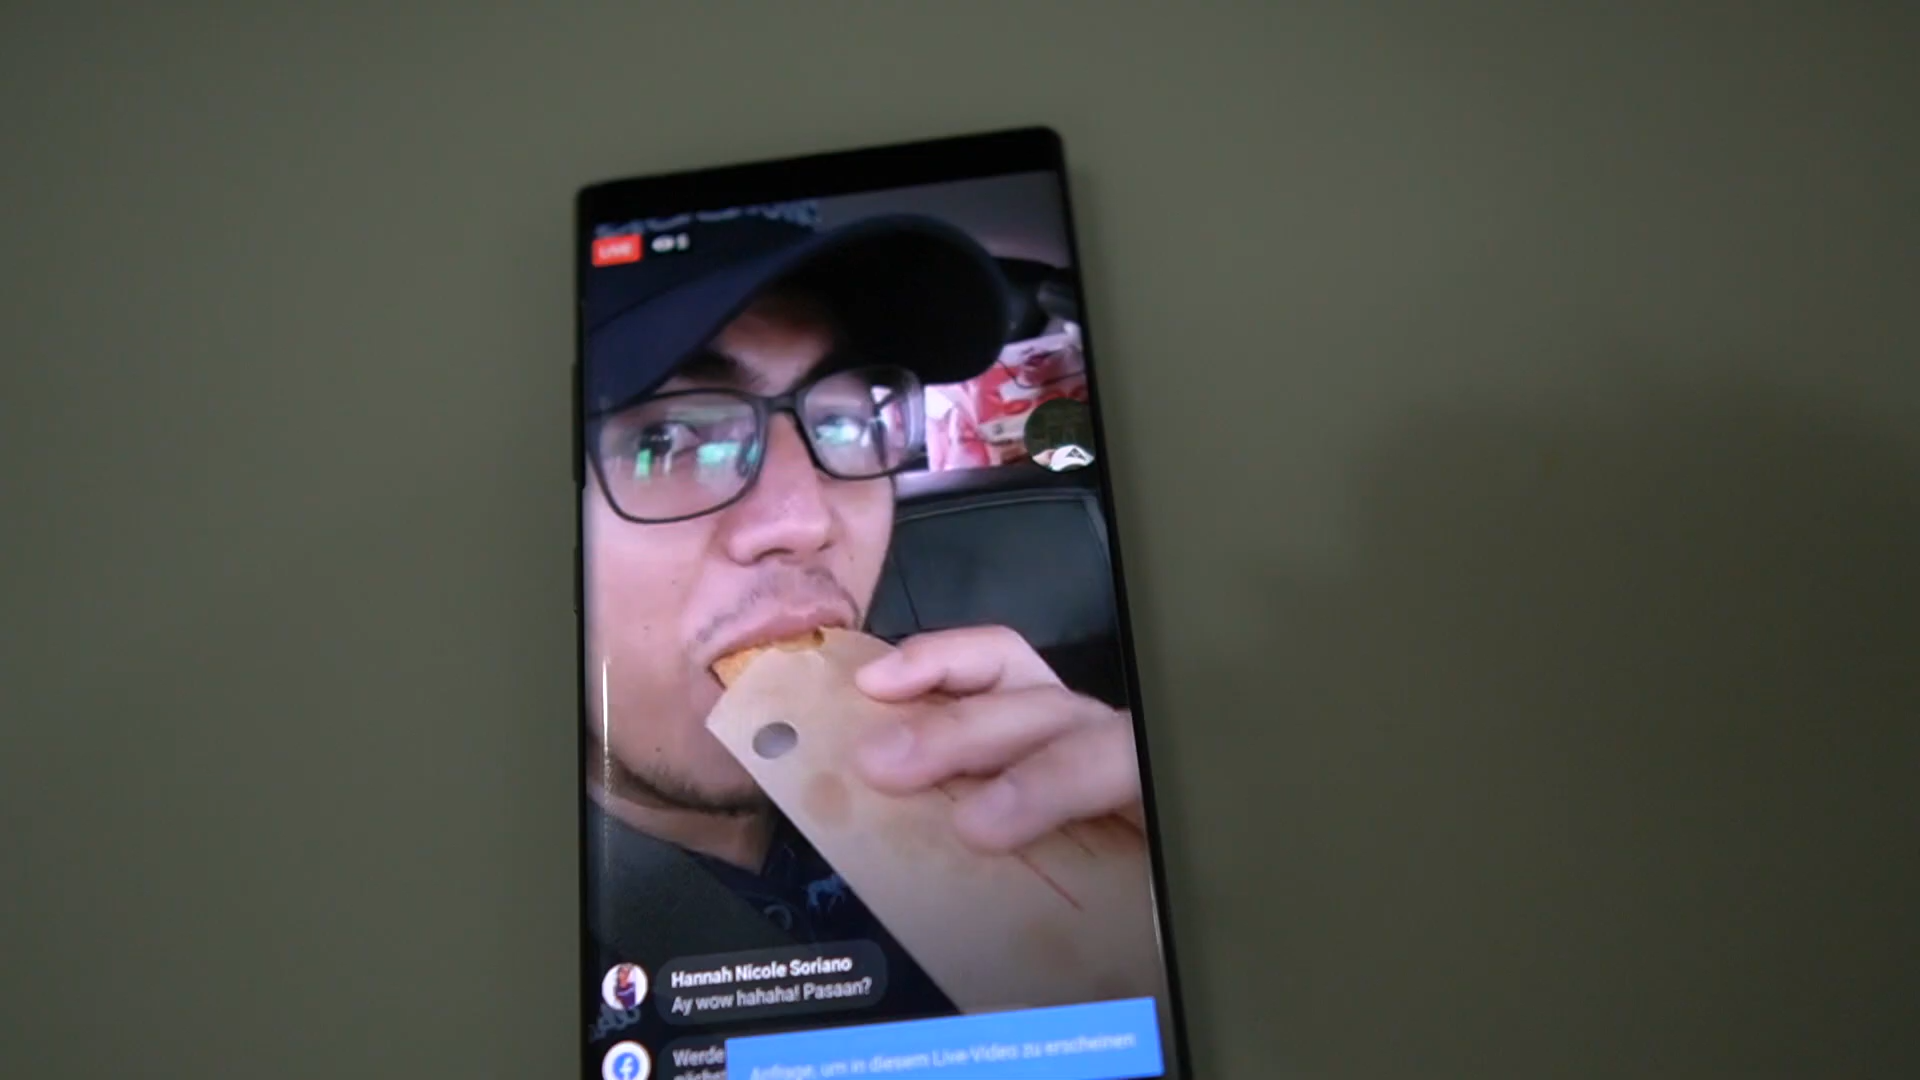 LIVE
Hannah Nicole Soriano
Ay wow hahaha! Pasaan?
Werde
Anfrage, um in diesem Live-Video zu erscheinen